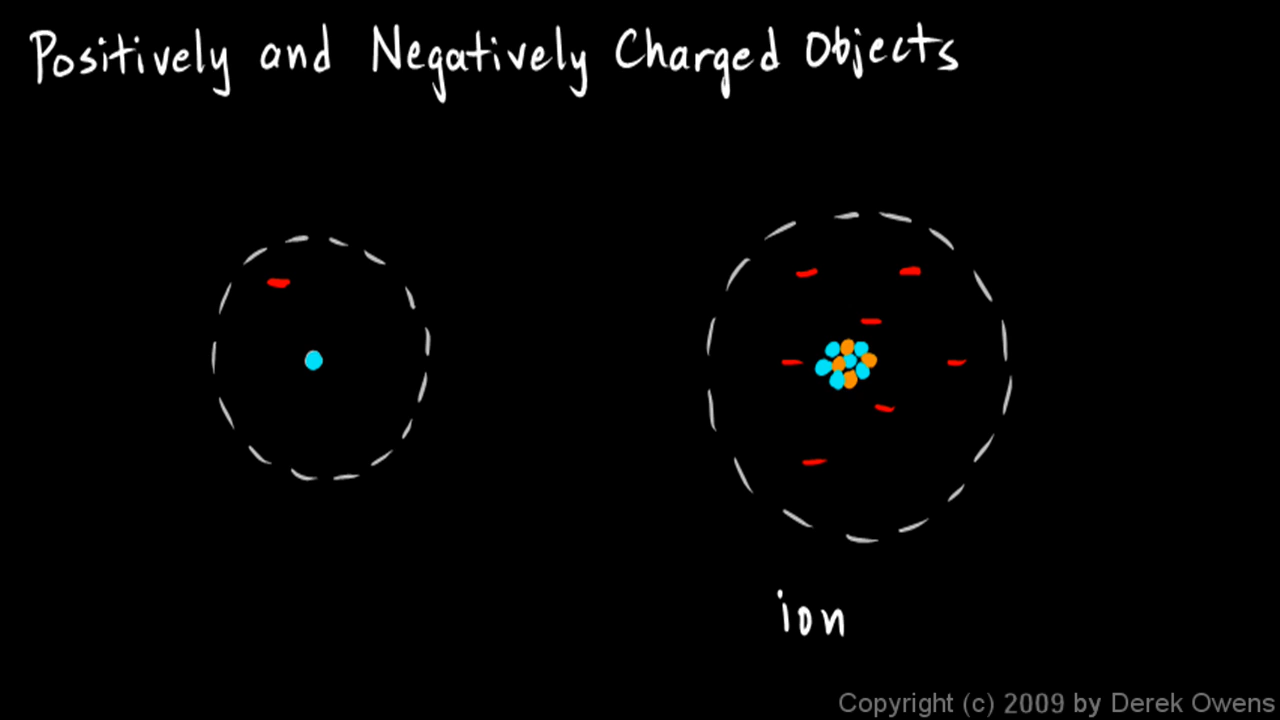 Positively and Negatively Charged Objects
ion
Copyright (c) 2009 by Derek Owens